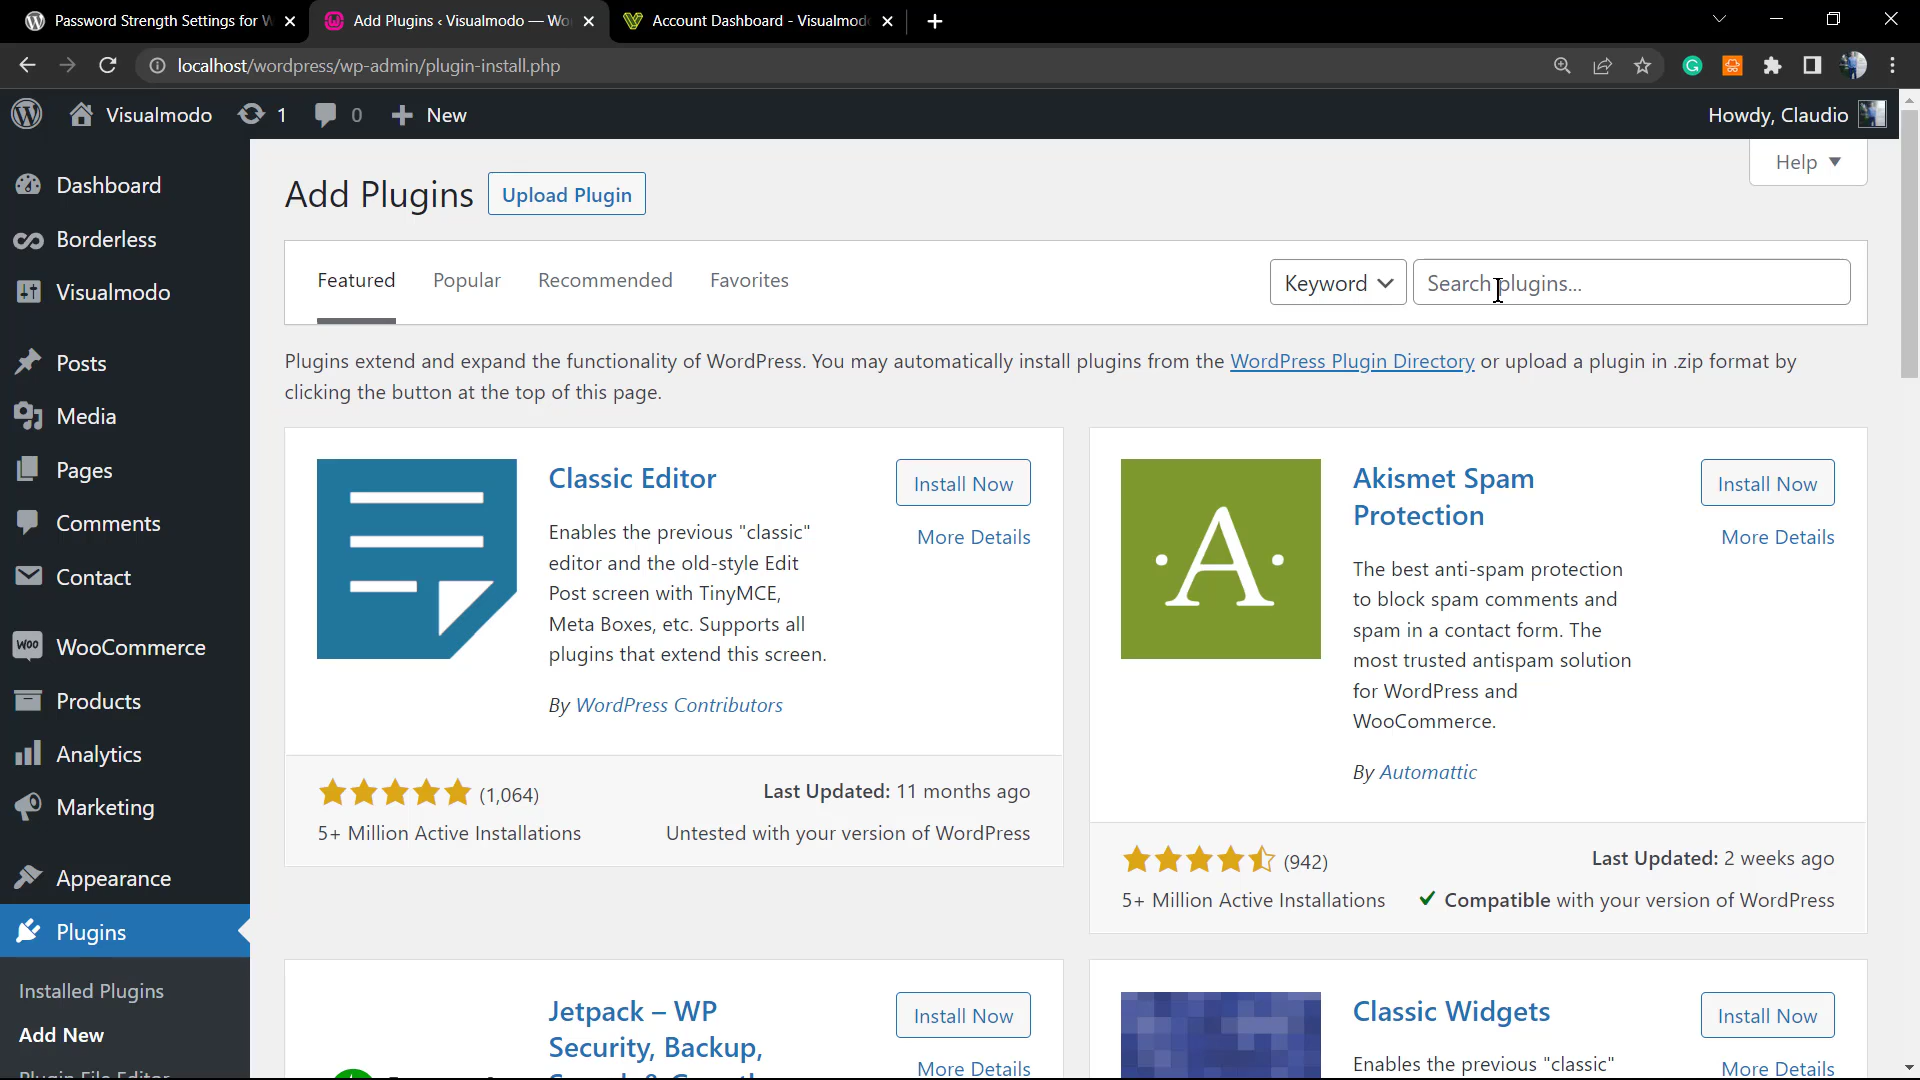 Password Strength Settings for W
Add Plugins ‹ Visualmodo — Wo
Account Dashboard - Visualmod
localhost/wordpress/wp-admin/plugin-install.php
Visualmodo
1
0
New
Howdy, Claudio
Dashboard
Borderless
Visualmodo
Posts
Media
Pages
Comments
Contact
WooCommerce
Products
Analytics
Marketing
Appearance
Plugins
Installed Plugins
Add New
Plugin File Editor
Help
Add Plugins
Upload Plugin
Featured
Popular
Recommended
Favorites
Keyword
Search plugins...
Plugins extend and expand the functionality of WordPress. You may automatically install plugins from the WordPress Plugin Directory or upload a plugin in .zip format by
clicking the button at the top of this page.
Classic Editor
Install Now
More Details
Enables the previous "classic"
editor and the old-style Edit
Post screen with TinyMCE,
Meta Boxes, etc. Supports all
plugins that extend this screen.
By WordPress Contributors
(1,064)
Last Updated: 11 months ago
5+ Million Active Installations
Untested with your version of WordPress
A
Akismet Spam
Protection
Install Now
More Details
The best anti-spam protection
to block spam comments and
spam in a contact form. The
most trusted antispam solution
for WordPress and
WooCommerce.
By Automattic
(942)
Last Updated: 2 weeks ago
5+ Million Active Installations
Compatible with your version of WordPress
Jetpack – WP
Security, Backup,
Install Now
More Details
Classic Widgets
Install Now
More Details
Enables the previous "classic"